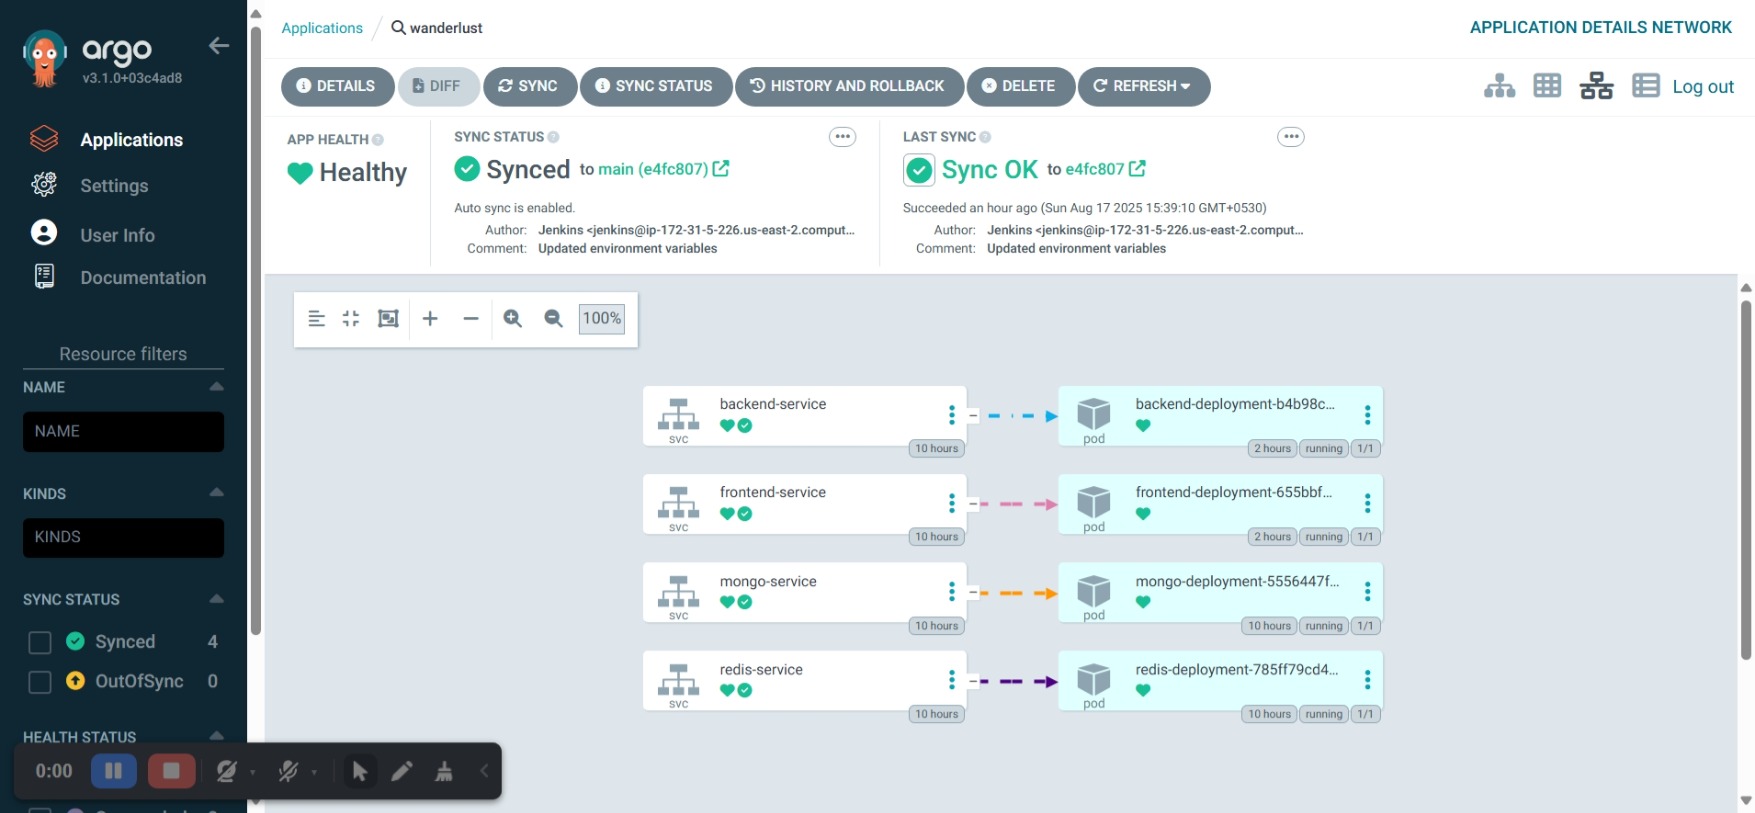 argo
v3.1.0+03c4ad8
Applications
Settings
User Info
Documentation
Resource filters
NAME
NAME
KINDS
KINDS
SYNC STATUS
Synced 4
OutOfSync 0
HEALTH STATUS
0:00
Applications / wanderlust
APPLICATION DETAILS NETWORK
DETAILS DIFF SYNC SYNC STATUS HISTORY AND ROLLBACK DELETE REFRESH
Log out
APP HEALTH
Healthy
SYNC STATUS
Synced to main (e4fc807)
Auto sync is enabled.
Author: Jenkins <jenkins@ip-172-31-5-226.us-east-2.comput...
Comment: Updated environment variables
LAST SYNC
Sync OK to e4fc807
Succeeded an hour ago (Sun Aug 17 2025 15:39:10 GMT+0530)
Author: Jenkins <jenkins@ip-172-31-5-226.us-east-2.comput...
Comment: Updated environment variables
100%
backend-service
svc
10 hours
backend-deployment-b4b98c...
pod
2 hours running 1/1
frontend-service
svc
10 hours
frontend-deployment-655bbf...
pod
2 hours running 1/1
mongo-service
svc
10 hours
mongo-deployment-5556447f...
pod
10 hours running 1/1
redis-service
svc
10 hours
redis-deployment-785ff79cd4...
pod
10 hours running 1/1